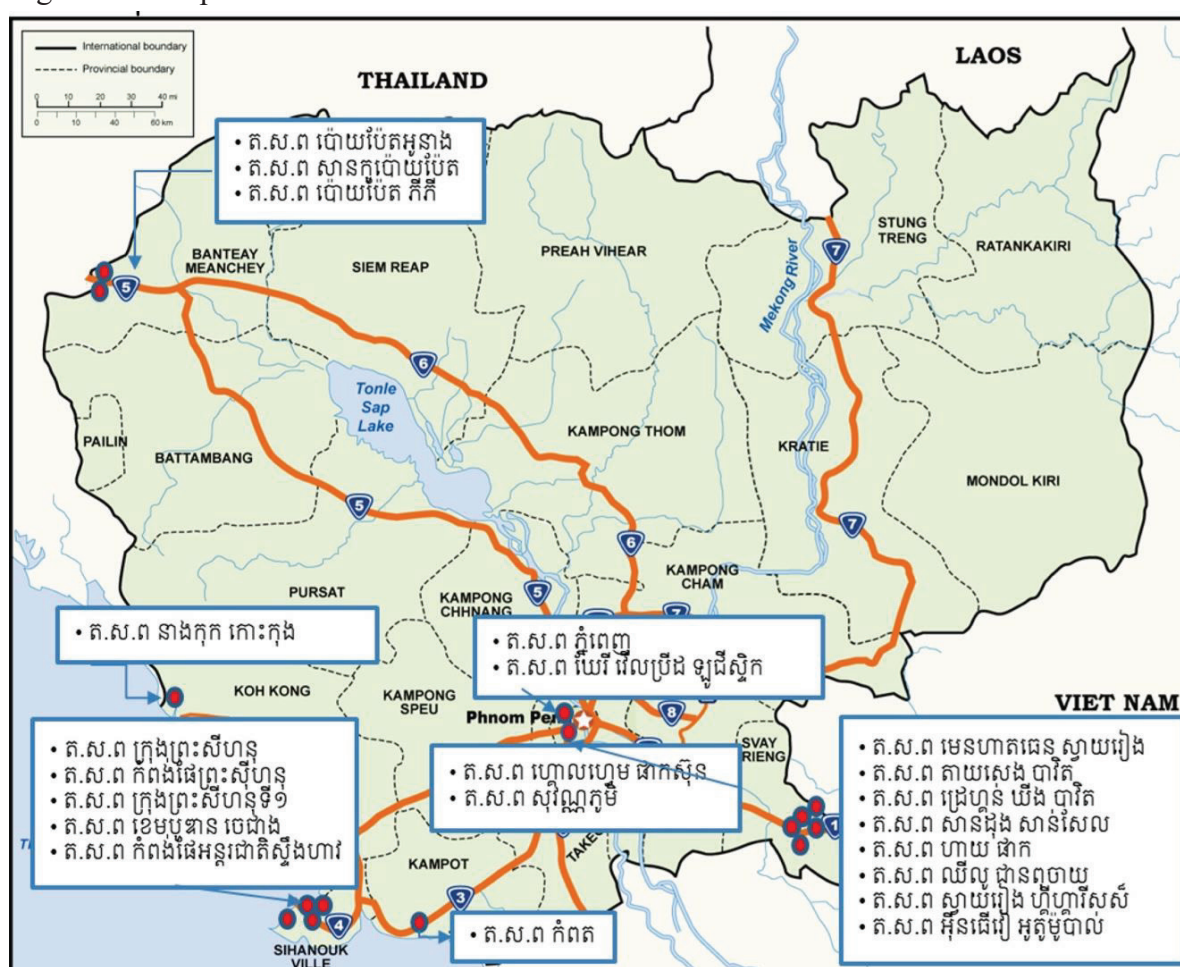 International boundary
Provincial boundary
0 10 20 30 40 mi
0 20 40 60 km
THAILAND
LAOS
VIET NAM
• ត.ស.ព ប៉ោយប៉ែតអូនាង
• ត.ស.ព សានកូប៉ោយប៉ែត
• ត.ស.ព ប៉ោយប៉ែត ភីភី
BANTEAY
MEANCHEY
SIEM REAP
PREAH VIHEAR
STUNG
TRENG
RATANKAKIRI
Mekong River
7
5
6
Tonle
Sap
Lake
PAILIN
BATTAMBANG
KAMPONG THOM
KRATIE
MONDOL KIRI
5
6
7
PURSAT
KAMPONG
CHHNANG
5
KAMPONG
CHAM
7
• ត.ស.ព នាងកុក កោះកុង
• ត.ស.ព ភ្នំពេញ
• ត.ស.ព ឃែរី វើលប្រីដ ឡូជីស្ទិក
KOH KONG
KAMPONG
SPEU
Phnom Pen
8
SVAY
RIENG
• ត.ស.ព ក្រុងព្រះសីហនុ
• ត.ស.ព កំពង់ផែព្រះស៊ីហនុ
• ត.ស.ព ក្រុងព្រះសីហនុទី១
• ត.ស.ព ខេមបូឌាន ចេជាង
• ត.ស.ព កំពង់ផែអន្តរជាតិស្ទឹងហាវ
• ត.ស.ព ហ្គោលហ្វេម ផាកស៊ុន
• ត.ស.ព សុវណ្ណភូមិ
• ត.ស.ព មេនហាតធេន ស្វាយរៀង
• ត.ស.ព តាយសេង បាវិត
• ត.ស.ព ដ្រេហ្គន់ ឃីង បាវិត
• ត.ស.ព សានដុង សាន់សែល
• ត.ស.ព ហាយ ផាក
• ត.ស.ព ឈីលូ ជានពូចាយ
• ត.ស.ព ស្វាយរៀង ហ្គីហ្គារីសស៍
• ត.ស.ព អ៊ិនធើវៀ អូតូម៉ូបាល់
1
TAKEO
KAMPOT
3
4
SIHANOUK
VILLE
• ត.ស.ព កំពត